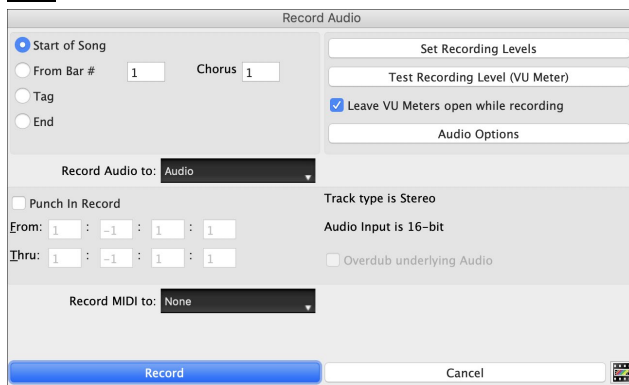 Record Audio
Start of Song
From Bar # 1 Chorus 1
Tag
End
Set Recording Levels
Test Recording Level (VU Meter)
Leave VU Meters open while recording
Audio Options
Record Audio to: Audio
Punch In Record
From: 1 : -1 : 1 : 1
Thru: 1 : -1 : 1 : 1
Track type is Stereo
Audio Input is 16-bit
Overdub underlying Audio
Record MIDI to: None
Record
Cancel